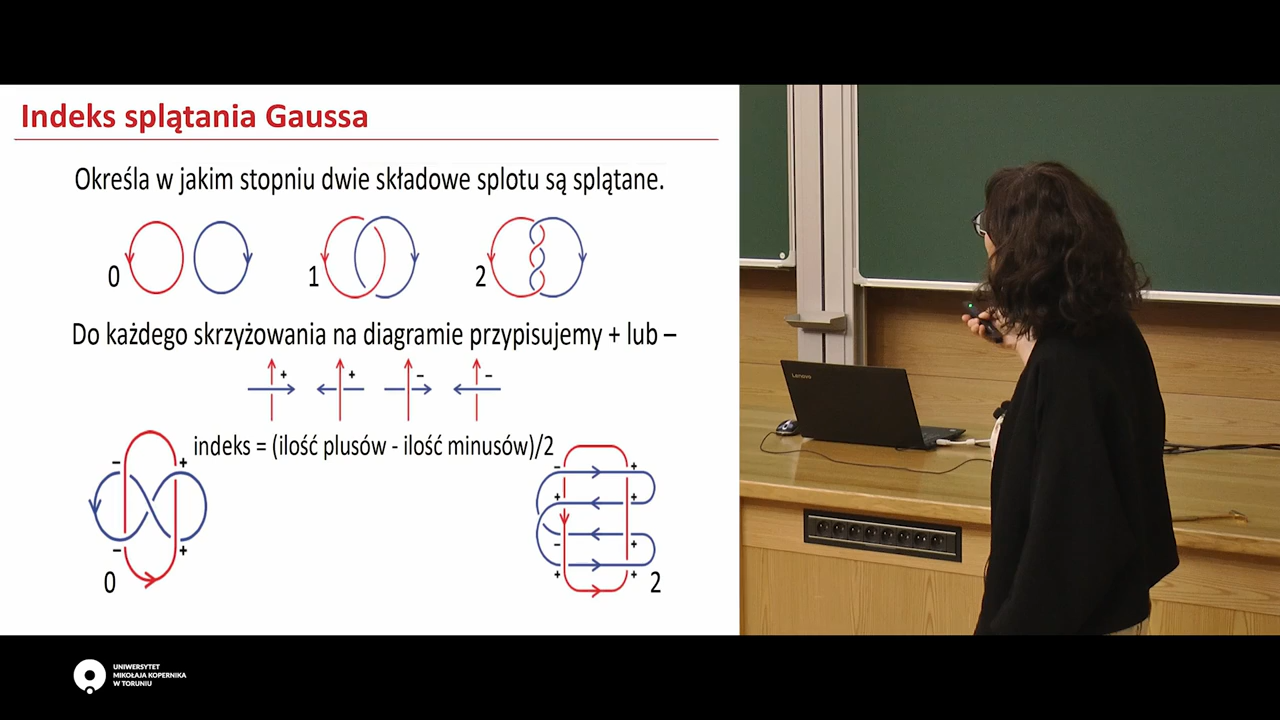 Indeks splątania Gaussa
Określa w jakim stopniu dwie składowe splotu są splątane.
0 1 2
Do każdego skrzyżowania na diagramie przypisujemy + lub –
+ + – –
indeks = (ilość plusów - ilość minusów)/2
– +
– +
0
– +
+ +
– +
+ +
2
Lenovo
UNIWERSYTET
MIKOŁAJA KOPERNIKA
W TORUNIU